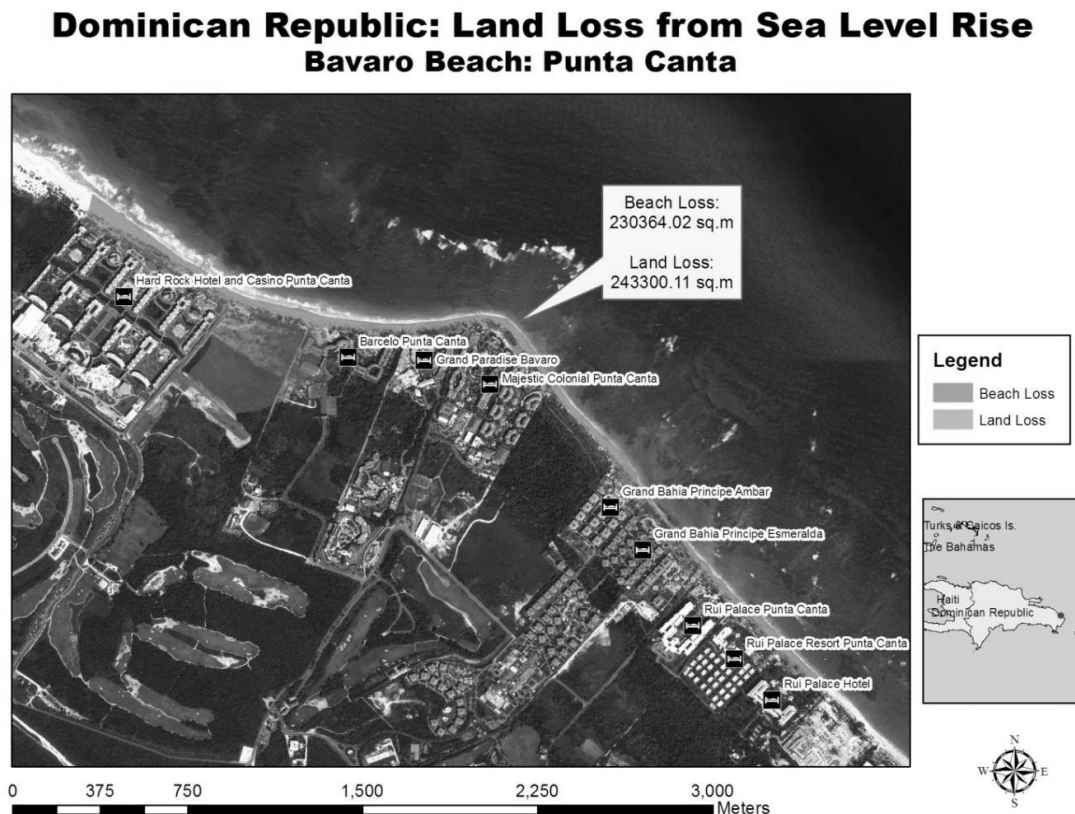 Dominican Republic: Land Loss from Sea Level Rise
Bavaro Beach: Punta Canta
Beach Loss:
230364.02 sq.m
Land Loss:
243300.11 sq.m
Hard Rock Hotel and Casino Punta Canta
Barcelo Punta Canta
Grand Paradise Bavaro
Majestic Colonial Punta Canta
Grand Bahia Principe Ambar
Grand Bahia Principe Esmeralda
Rui Palace Punta Canta
Rui Palace Resort Punta Canta
Rui Palace Hotel
Legend
Beach Loss
Land Loss
Turks & Caicos Is.
The Bahamas
Haiti
Dominican Republic
N
W E
S
0 375 750 1,500 2,250 3,000
Meters